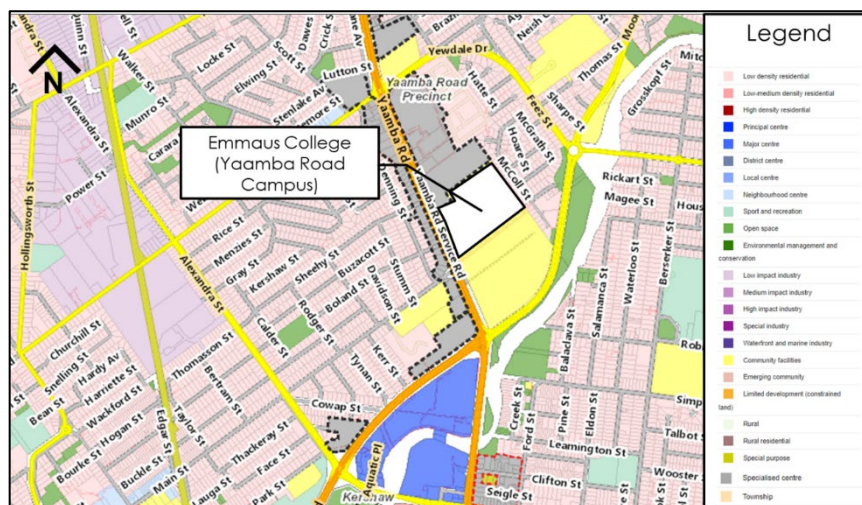 N
Emmaus College
(Yaamba Road
Campus)
Yaamba Road
Precinct
Yewdale Dr
Lutton St
Scott St
Crick St
Dawes
Locke St
Elwing St
Stenlake Av
Walker St
Quinn St
Munro St
Carara
Alexandra St
Power St
Hollingsworth St
Yaamba Rd
Yaamba Rd Service Rd
Hatte St
Hoare St
McGrath St
McColl St
Feez St
Sharpe St
Thomas St
Neish
Moor
Grosskopf St
Rickart St
Magee St
Berserker St
Waterloo St
Salamanca St
Balaclava St
Rice St
Menzies St
Gray St
Kershaw St
Sheehy St
Buzacott St
Stumm St
Davidson St
Boland St
Rodger St
Calder St
Alexandra St
Kerr St
Tynan St
Cowap St
Thomasson St
Bertram St
Thackeray St
Face St
Park St
Lauga St
Main St
Buckle St
Taylor St
Edgar St
Churchill St
Snelling St
Hardy Av
Harriette St
Wackford St
Hogan St
Bean St
Bourke St
Aquatic Pl
Kershaw
Creek St
Ford St
Pine St
Eldon St
Leamington St
Clifton St
Seigle St
Wooster St
Talbot St
Simp
Legend
Low density residential
Low-medium density residential
High density residential
Principal centre
Major centre
District centre
Local centre
Neighbourhood centre
Sport and recreation
Open space
Environmental management and
conservation
Low impact industry
Medium impact industry
High impact industry
Special industry
Waterfront and marine industry
Community facilities
Emerging community
Limited development (constrained
land)
Rural
Rural residential
Special purpose
Specialised centre
Township